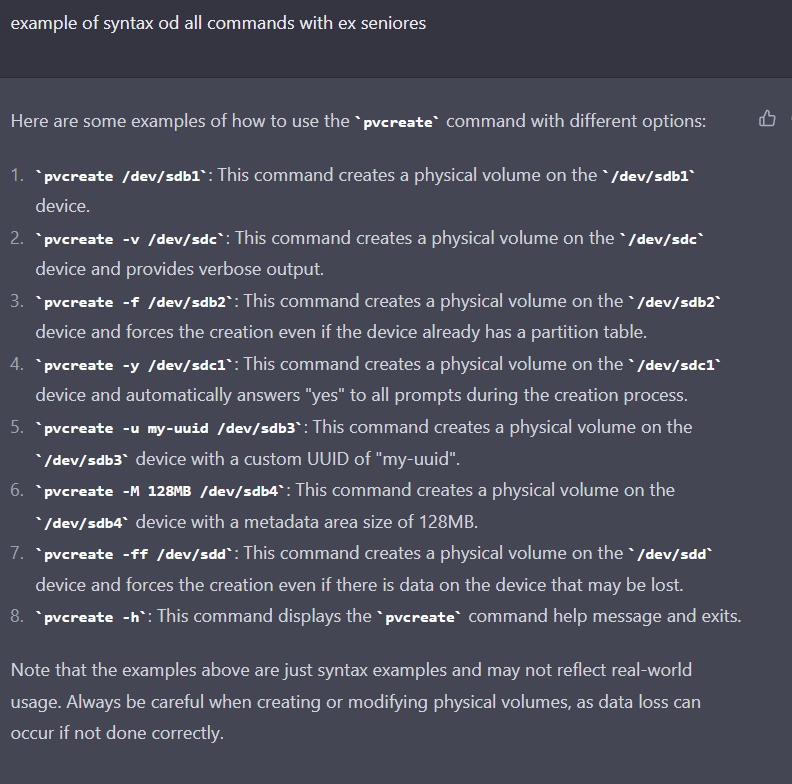 example of syntax od all commands with ex seniores
Here are some examples of how to use the `pvcreate` command with different options:
1. `pvcreate /dev/sdb1`: This command creates a physical volume on the `/dev/sdb1`
device.
2. `pvcreate -v /dev/sdc`: This command creates a physical volume on the `/dev/sdc`
device and provides verbose output.
3. `pvcreate -f /dev/sdb2`: This command creates a physical volume on the `/dev/sdb2`
device and forces the creation even if the device already has a partition table.
4. `pvcreate -y /dev/sdc1`: This command creates a physical volume on the `/dev/sdc1`
device and automatically answers "yes" to all prompts during the creation process.
5. `pvcreate -u my-uuid /dev/sdb3`: This command creates a physical volume on the
`/dev/sdb3` device with a custom UUID of "my-uuid".
6. `pvcreate -M 128MB /dev/sdb4`: This command creates a physical volume on the
`/dev/sdb4` device with a metadata area size of 128MB.
7. `pvcreate -ff /dev/sdd`: This command creates a physical volume on the `/dev/sdd`
device and forces the creation even if there is data on the device that may be lost.
8. `pvcreate -h`: This command displays the `pvcreate` command help message and exits.
Note that the examples above are just syntax examples and may not reflect real-world
usage. Always be careful when creating or modifying physical volumes, as data loss can
occur if not done correctly.